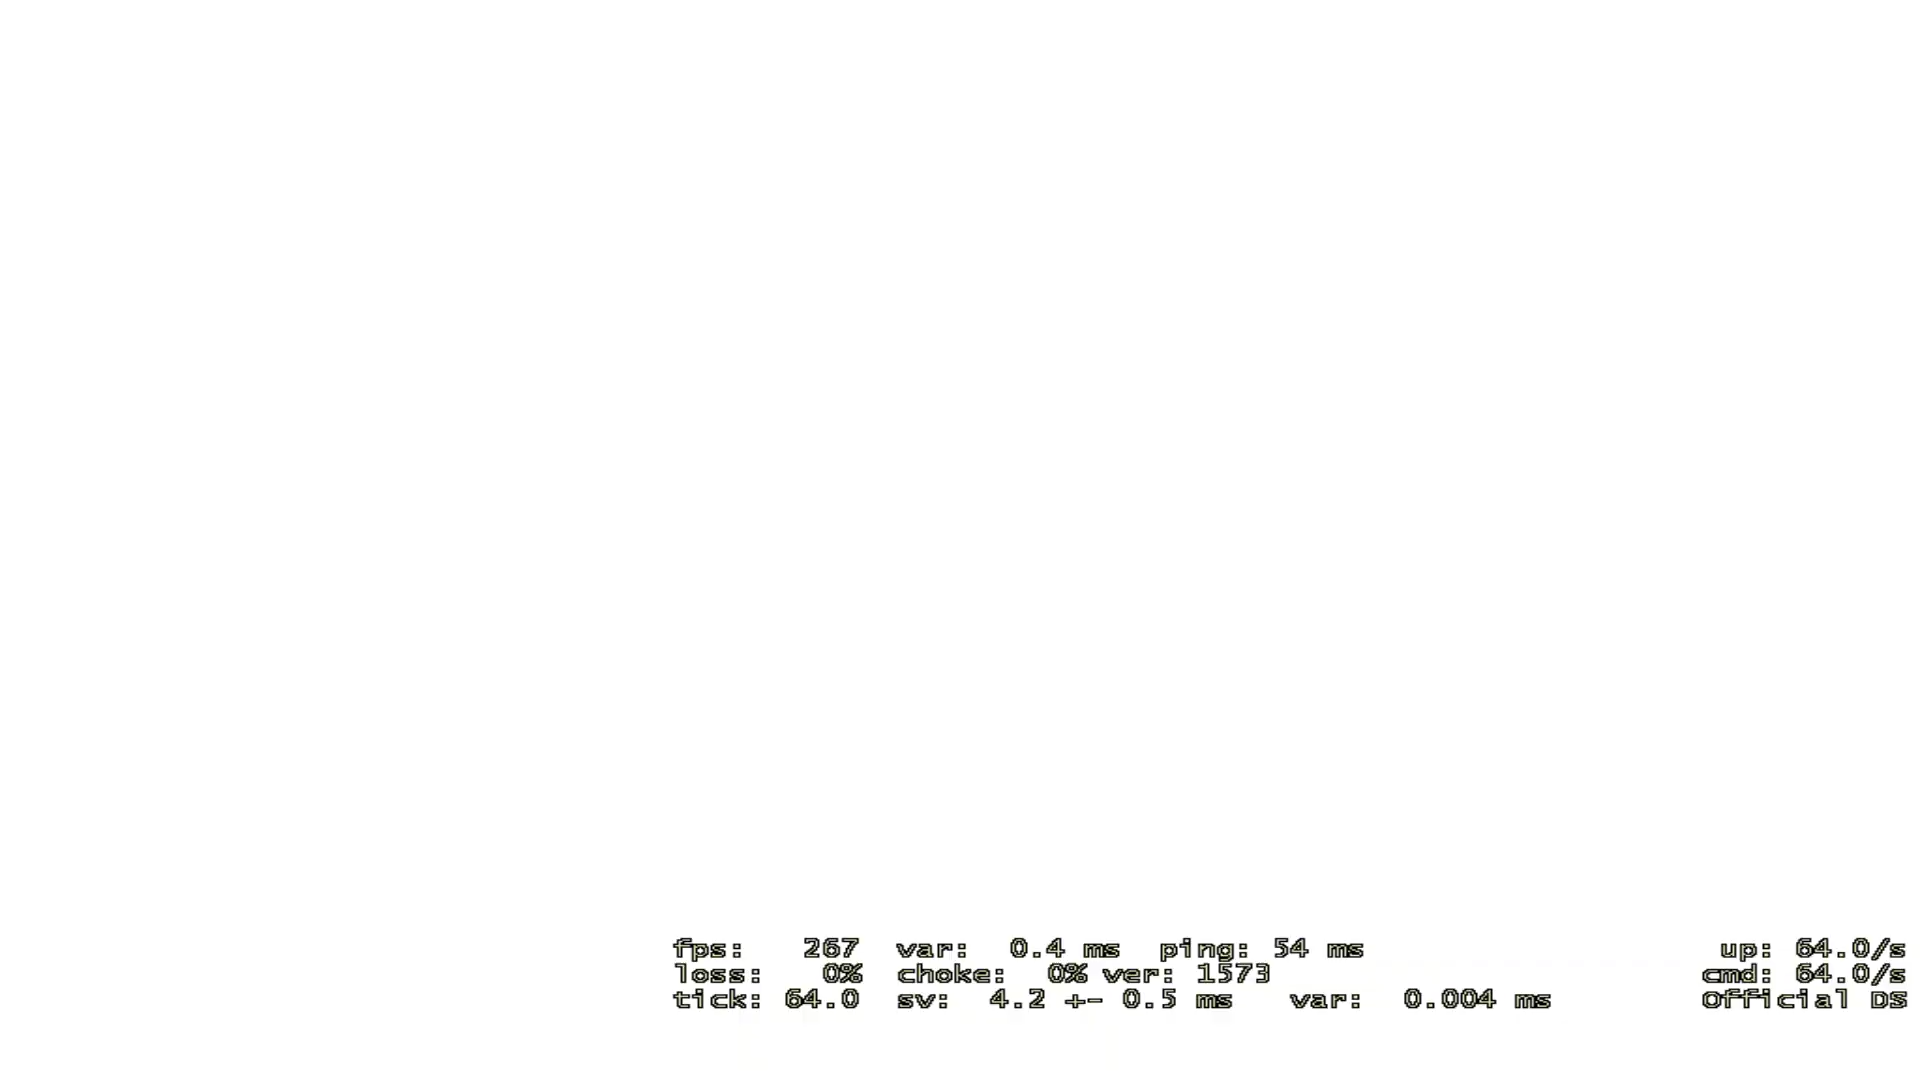 fps: 267 var: 0.4 ms ping: 54 ms up: 64.0/s
loss: 0% choke: 0% ver: 1573 cmd: 64.0/s
tick: 64.0 sv: 4.2 +- 0.5 ms var: 0.004 ms Official DS